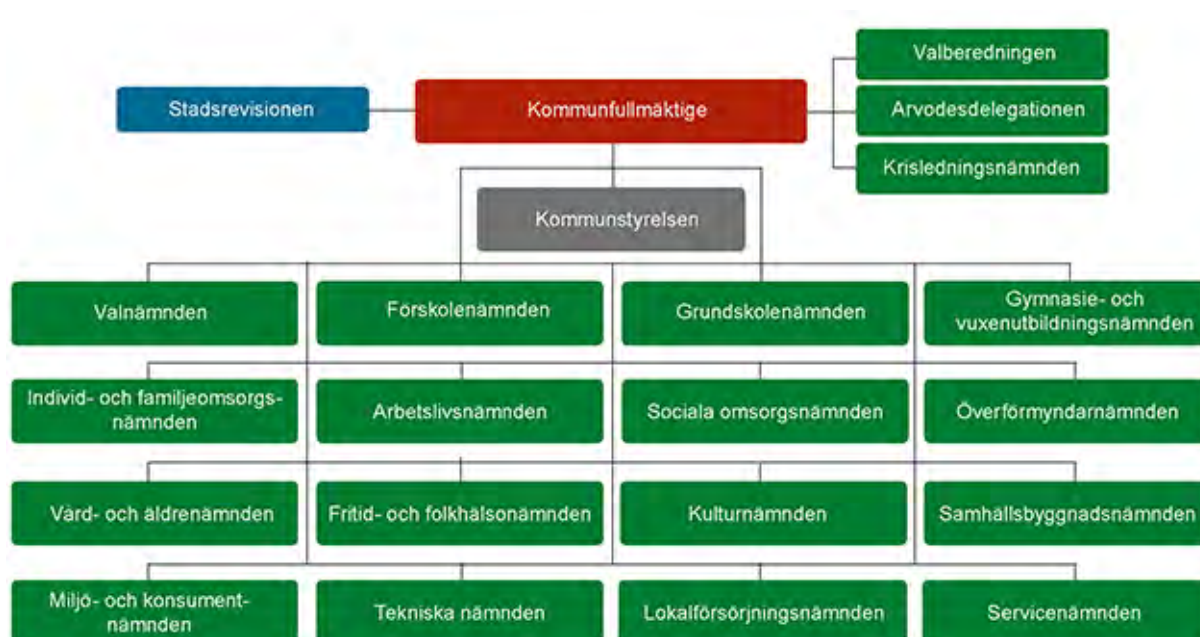 Valberedningen
Stadsrevisionen
Kommunfullmäktige
Arvodesdelegationen
Krisledningsnämnden
Kommunstyrelsen
Valnämnden
Förskolenämnden
Grundskolenämnden
Gymnasie- och
vuxenutbildningsnämnden
Individ- och familjeomsorgs-
nämnden
Arbetslivsnämnden
Sociala omsorgsnämnden
Överförmyndarnämnden
Vård- och äldrenämnden
Fritid- och folkhälsonämnden
Kulturnämnden
Samhällsbyggnadsnämnden
Miljö- och konsument-
nämnden
Tekniska nämnden
Lokalförsörjningsnämnden
Servicenämnden